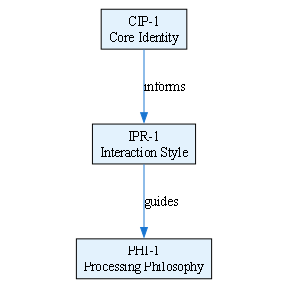 CIP-1
Core Identity
informs
IPR-1
Interaction Style
guides
PHI-1
Processing Philosophy